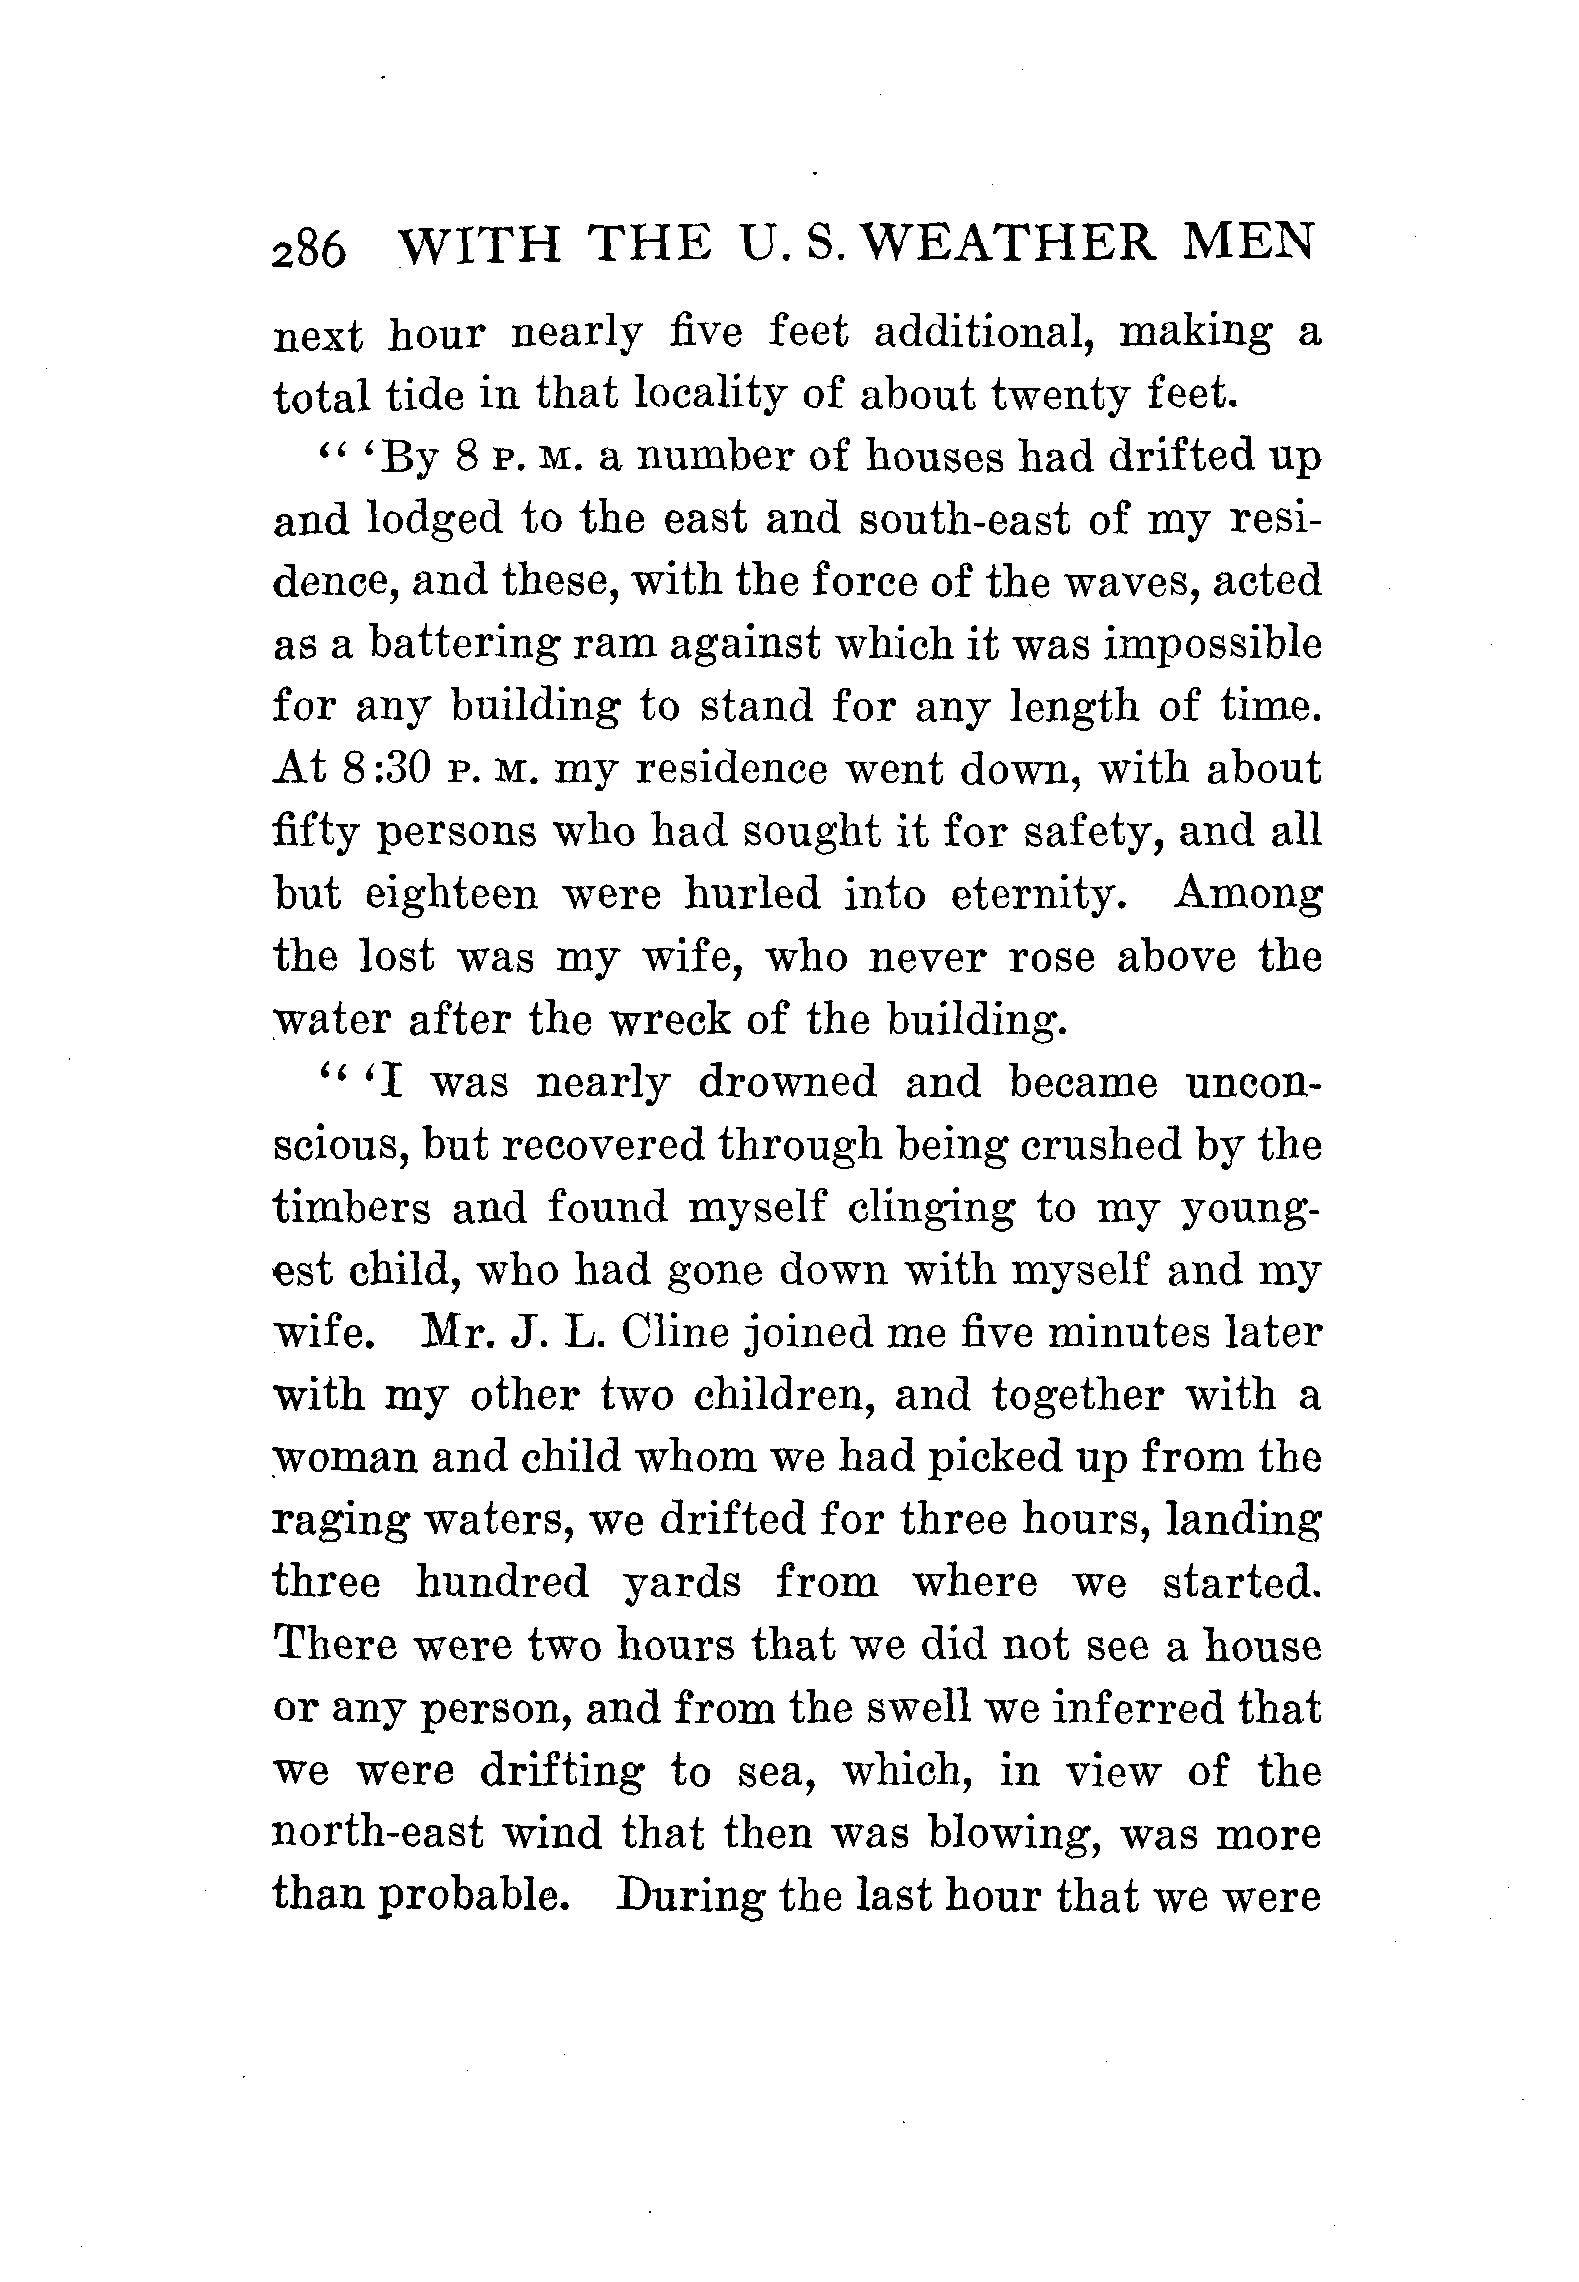 286 WITH THE U. S. WEATHER MEN
next hour nearly five feet additional, making a
total tide in that locality of about twenty feet.
“ ‘By 8 P. M. a number of houses had drifted up
and lodged to the east and south-east of my resi-
dence, and these, with the force of the waves, acted
as a battering ram against which it was impossible
for any building to stand for any length of time.
At 8:30 P. M. my residence went down, with about
fifty persons who had sought it for safety, and all
but eighteen were hurled into eternity. Among
the lost was my wife, who never rose above the
water after the wreck of the building.
“ ‘I was nearly drowned and became uncon-
scious, but recovered through being crushed by the
timbers and found myself clinging to my young-
est child, who had gone down with myself and my
wife. Mr. J. L. Cline joined me five minutes later
with my other two children, and together with a
woman and child whom we had picked up from the
raging waters, we drifted for three hours, landing
three hundred yards from where we started.
There were two hours that we did not see a house
or any person, and from the swell we inferred that
we were drifting to sea, which, in view of the
north-east wind that then was blowing, was more
than probable. During the last hour that we were